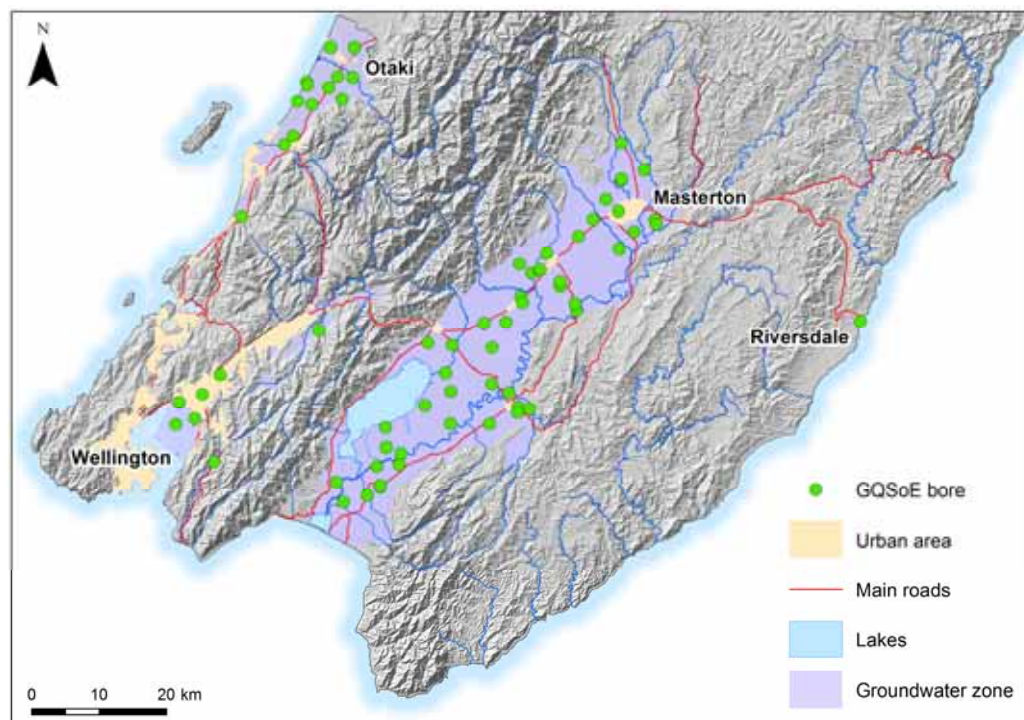 N
Otaki
Masterton
Riversdale
Wellington
GQSoE bore
Urban area
Main roads
Lakes
Groundwater zone
0 10 20 km